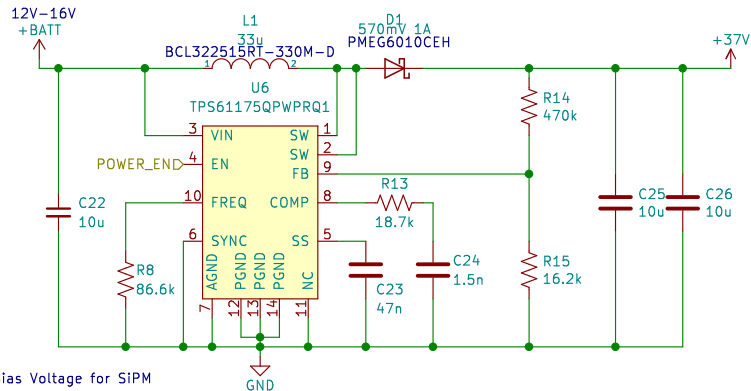 12V-16V
+BATT
L1
33u
BCL322515RT-330M-D
1
2
D1
570mV 1A
PMEG6010CEH
+37V
U6
TPS61175QPWPRQ1
3 VIN
SW 1
SW 2
POWER_EN
4 EN
FB 9
10 FREQ
COMP 8
6 SYNC
SS 5
AGND
PGND
PGND
PGND
NC
7
12
13
14
11
R14
470k
R13
18.7k
C22
10u
C25
10u
C26
10u
R8
86.6k
C23
47n
C24
1.5n
R15
16.2k
GND
ias Voltage for SiPM